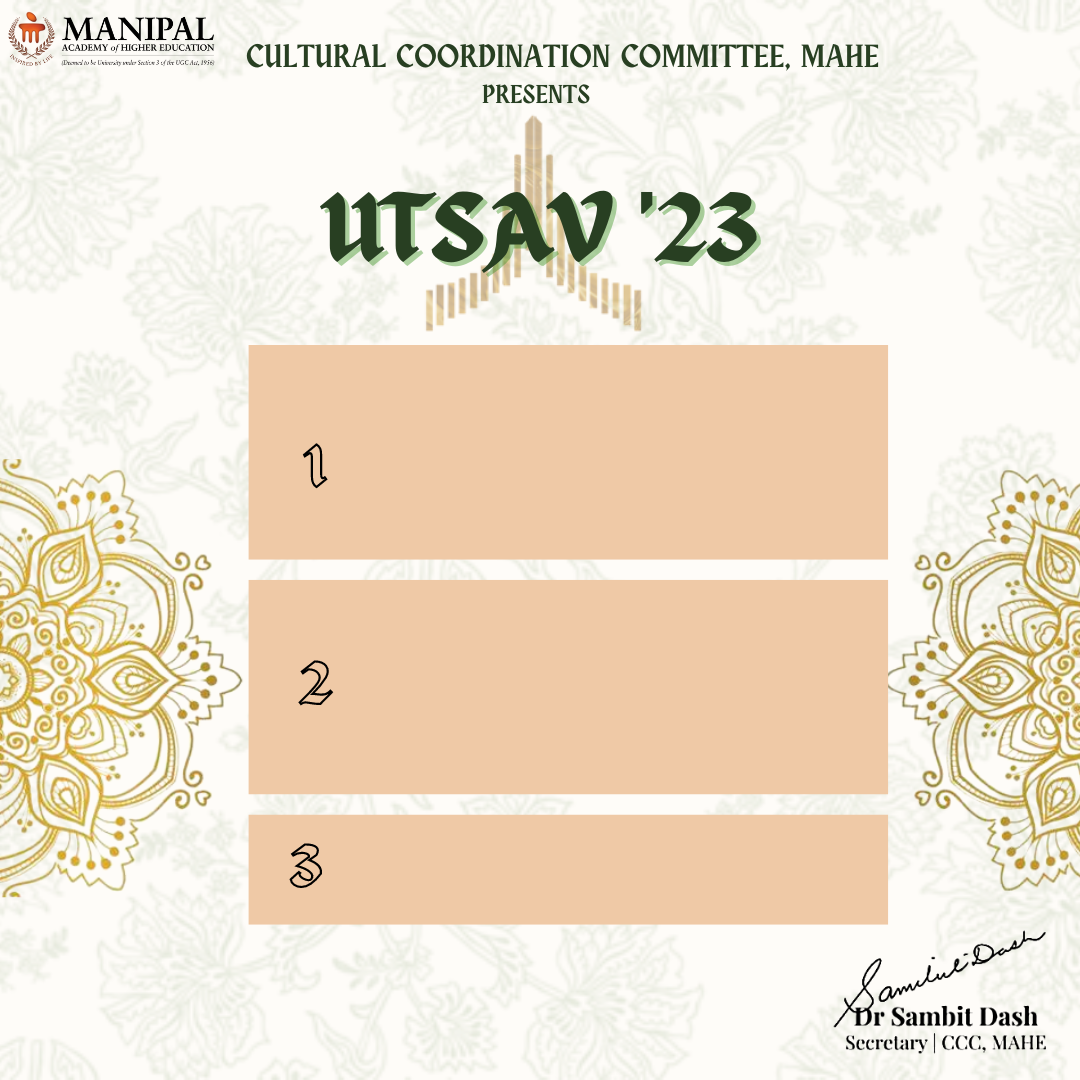 MANIPAL
ACADEMY of HIGHER EDUCATION
(Deemed to be University under Section 3 of the UGC Act, 1956)
INSPIRED BY LIFE
CULTURAL COORDINATION COMMITTEE, MAHE
PRESENTS
UTSAV '23
1
2
3
Sambit Dash
Dr Sambit Dash
Secretary | CCC, MAHE